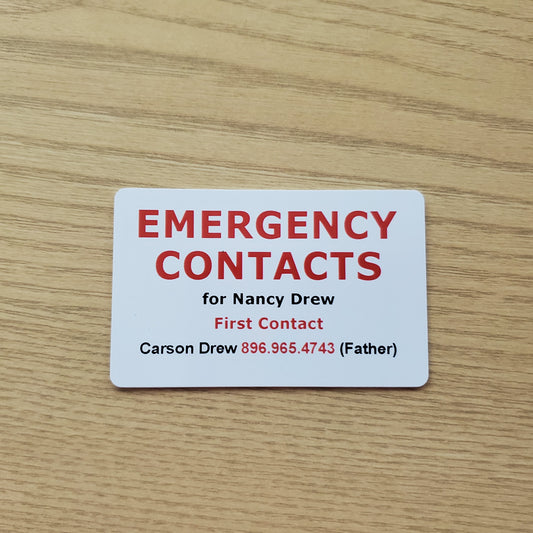 EMERGENCY
CONTACTS
for Nancy Drew
First Contact
Carson Drew 896.965.4743 (Father)